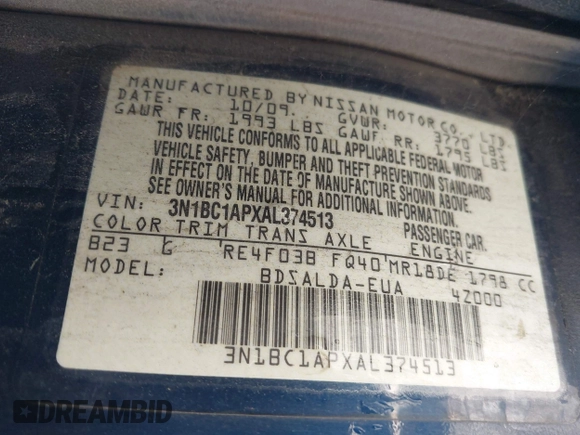 MANUFACTURED BY NISSAN MOTOR CO., LTD.
DATE: 10/09 GVWR: 3770 LBS
GAWR FR: 1993 LBS GAWR RR: 1795 LBS
THIS VEHICLE CONFORMS TO ALL APPLICABLE FEDERAL MOTOR
VEHICLE SAFETY, BUMPER AND THEFT PREVENTION STANDARDS
IN EFFECT ON THE DATE OF MANUFACTURE SHOWN ABOVE.
SEE OWNER'S MANUAL FOR ADDITIONAL INFORMATION.
VIN: 3N1BC1APXAL374513 PASSENGER CAR
COLOR TRIM TRANS AXLE ENGINE
B23 G RE4F03B FQ40 MR18DE 1798 CC
BDSALDA-EUA 42000
3N1BC1APXAL374513
DREAMBID